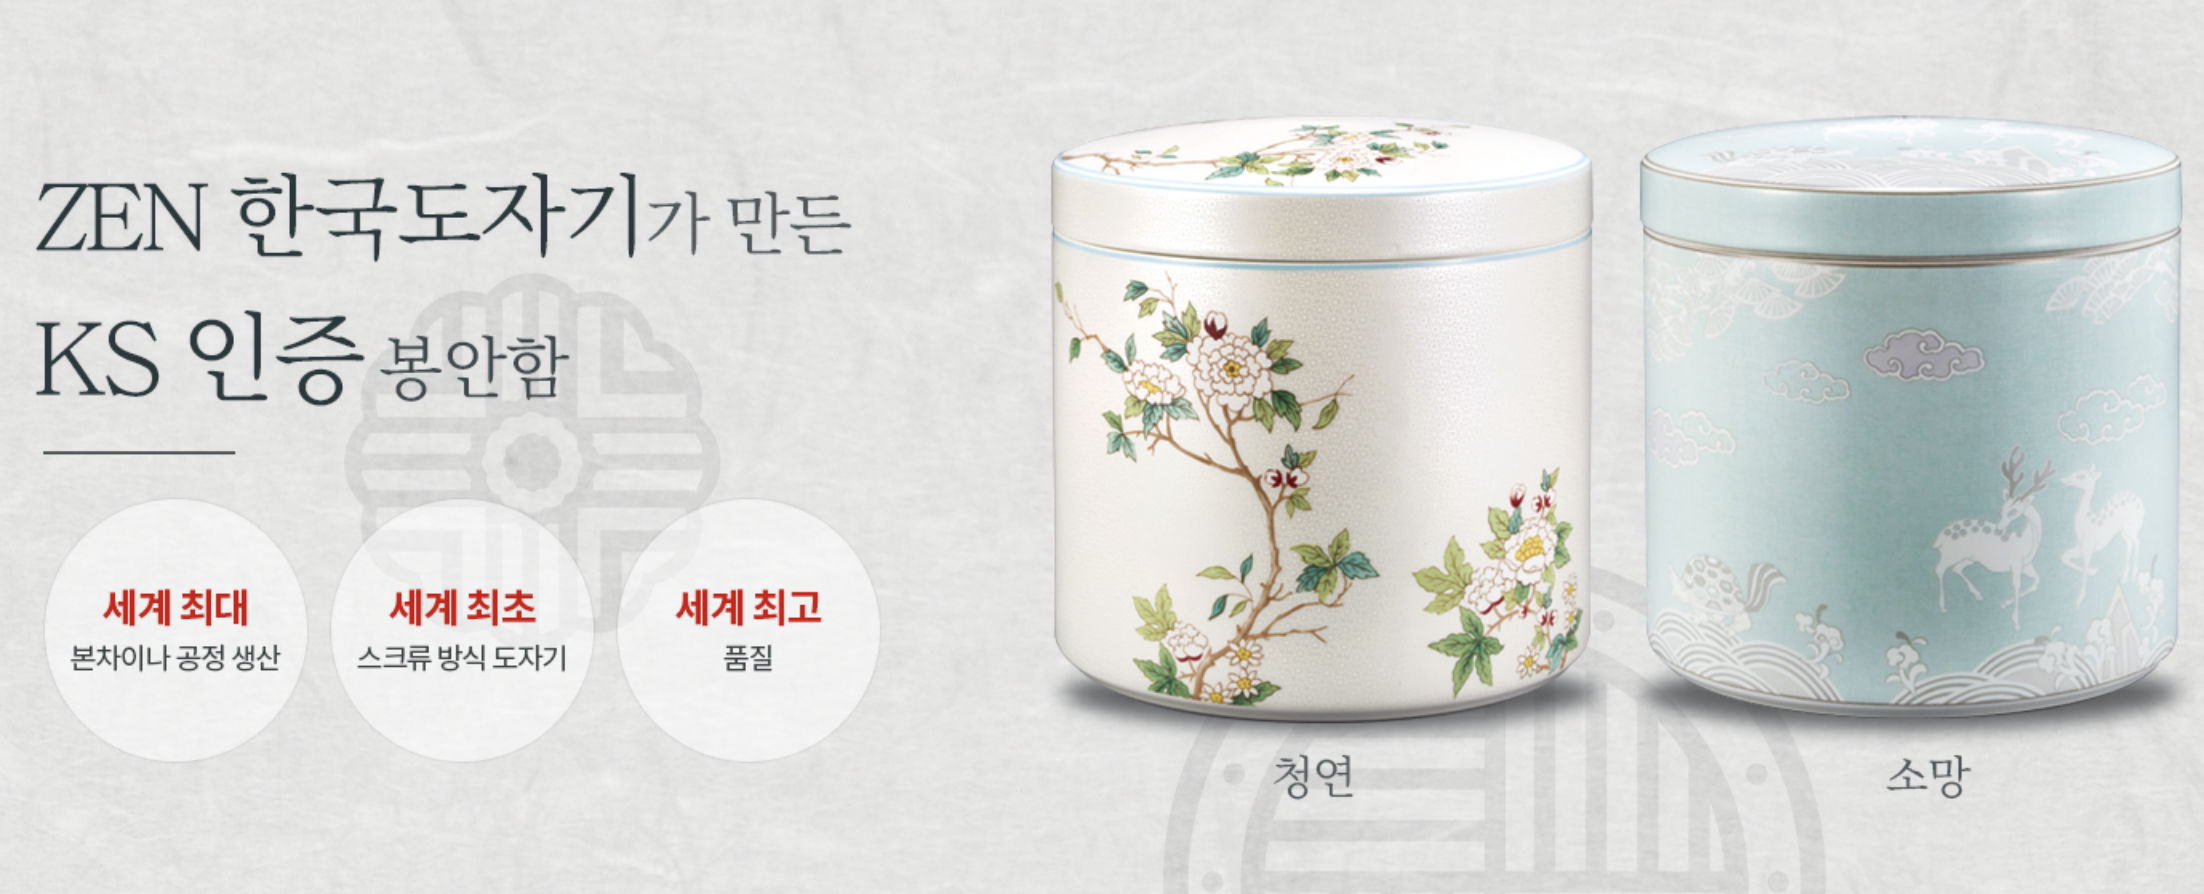 ZEN 한국도자기가 만든
KS 인증 봉안함
세계 최대
본차이나 공정 생산
세계 최초
스크류 방식 도자기
세계 최고
품질
청연
소망